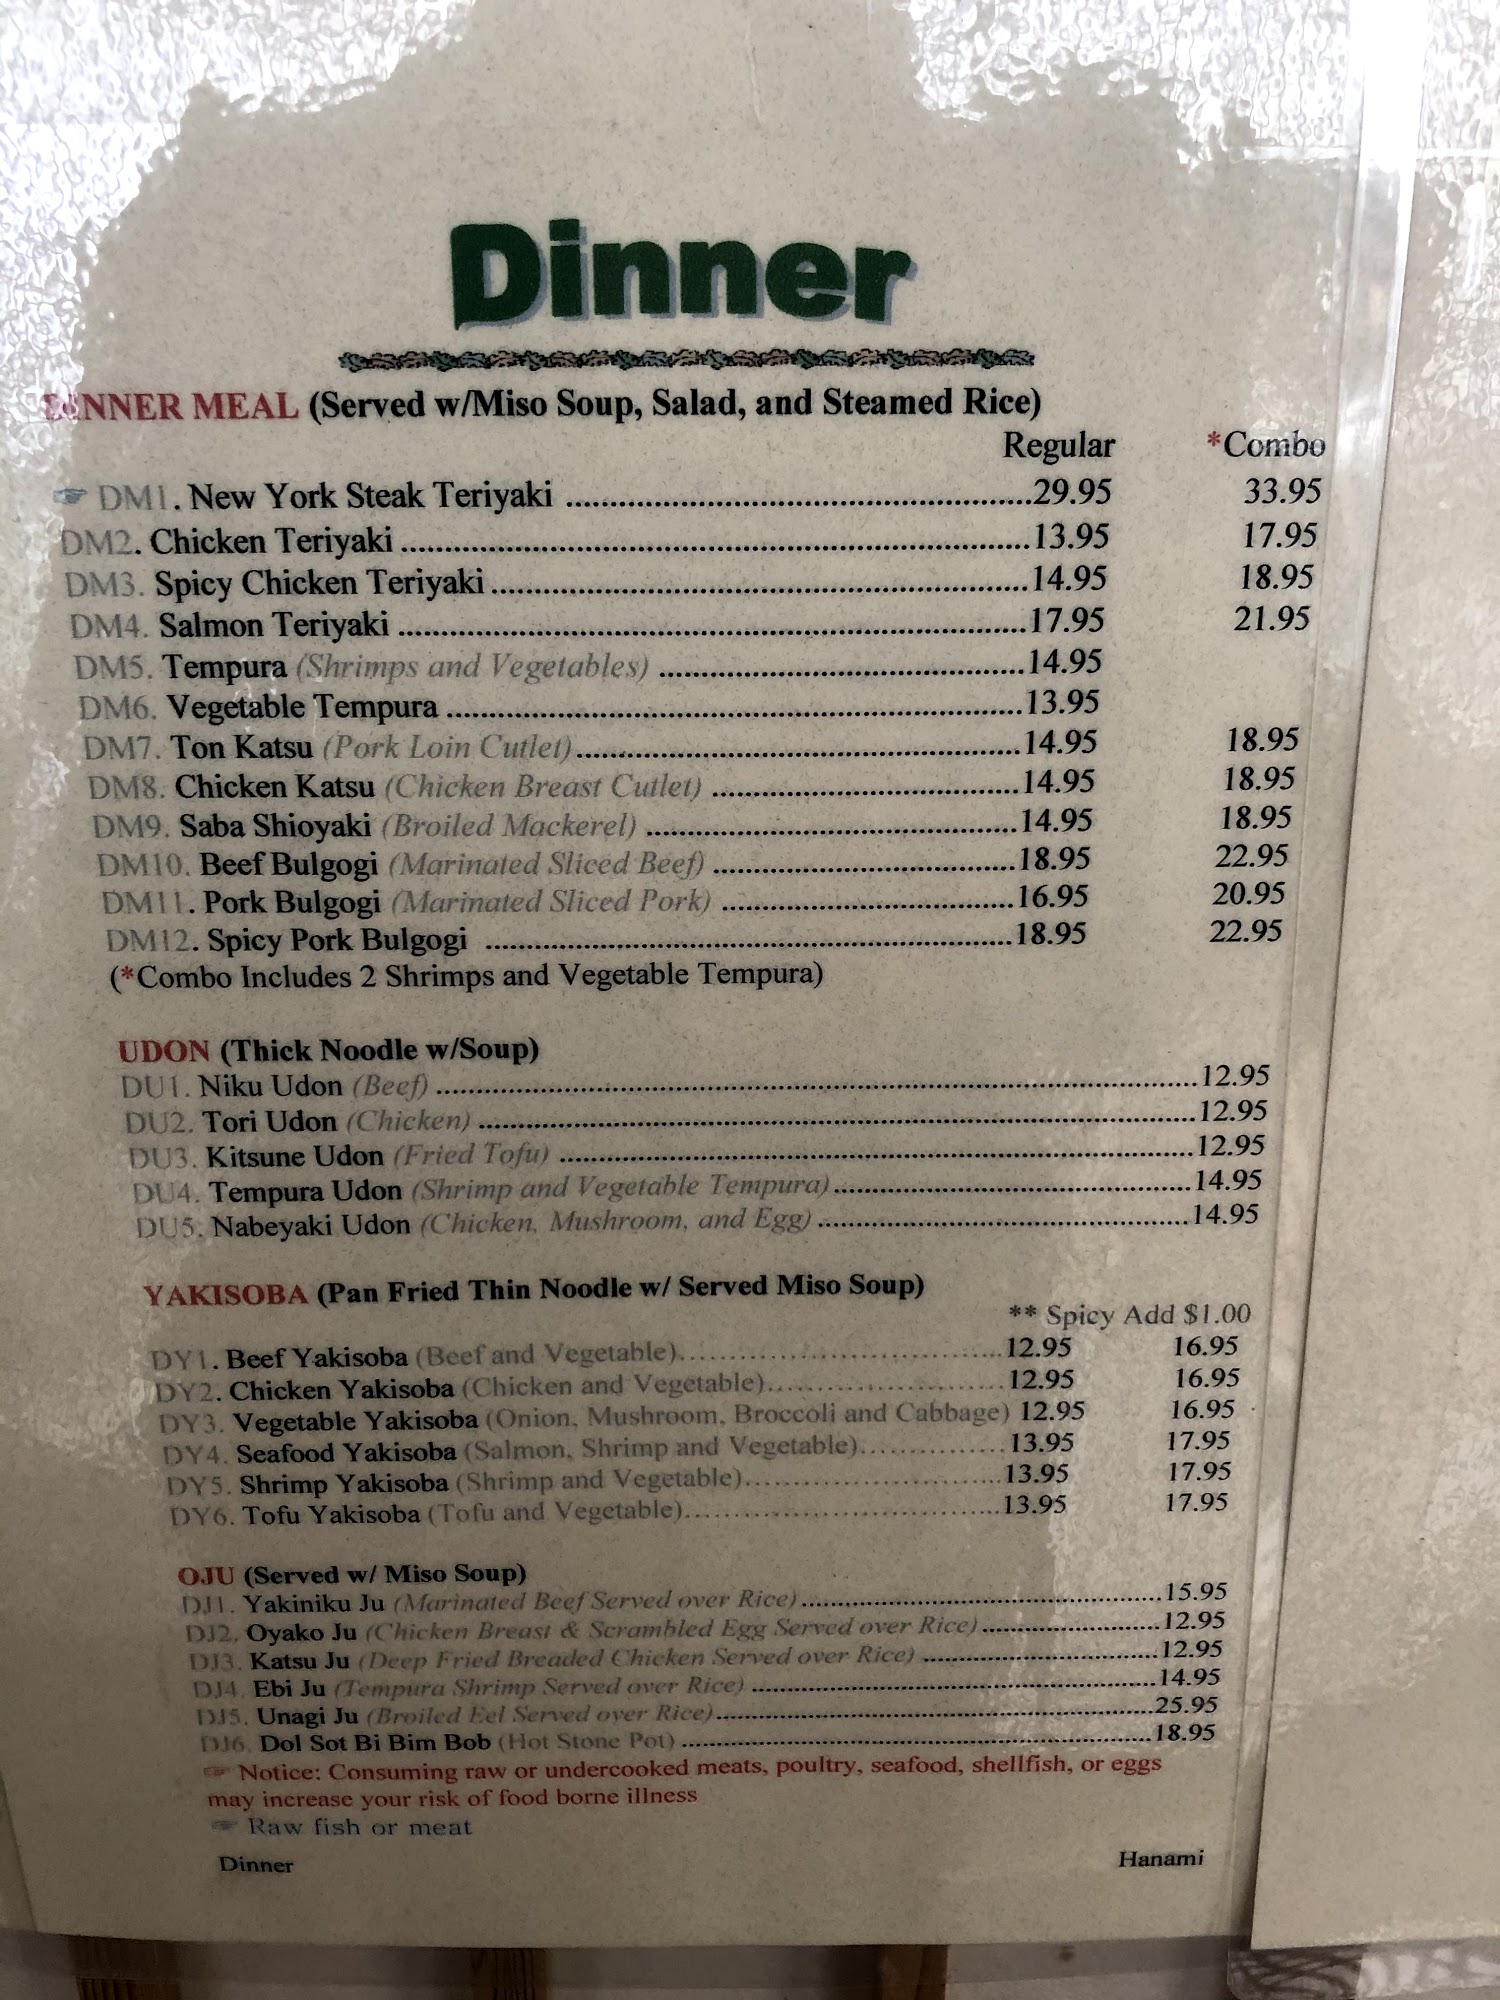 Dinner
DINNER MEAL (Served w/Miso Soup, Salad, and Steamed Rice)
Regular *Combo
☞ DM1. New York Steak Teriyaki ........29.95 33.95
DM2. Chicken Teriyaki........13.95 17.95
DM3. Spicy Chicken Teriyaki........14.95 18.95
DM4. Salmon Teriyaki ........17.95 21.95
DM5. Tempura (Shrimps and Vegetables) ........14.95
DM6. Vegetable Tempura ........13.95
DM7. Ton Katsu (Pork Loin Cutlet)........14.95 18.95
DM8. Chicken Katsu (Chicken Breast Cutlet) ........14.95 18.95
DM9. Saba Shioyaki (Broiled Mackerel) ........14.95 18.95
DM10. Beef Bulgogi (Marinated Sliced Beef) ........18.95 22.95
DM11. Pork Bulgogi (Marinated Sliced Pork) ........16.95 20.95
DM12. Spicy Pork Bulgogi ........18.95 22.95
(*Combo Includes 2 Shrimps and Vegetable Tempura)
UDON (Thick Noodle w/Soup)
DU1. Niku Udon (Beef) ........12.95
DU2. Tori Udon (Chicken) ........12.95
DU3. Kitsune Udon (Fried Tofu) ........12.95
DU4. Tempura Udon (Shrimp and Vegetable Tempura)........14.95
DU5. Nabeyaki Udon (Chicken, Mushroom, and Egg) ........14.95
YAKISOBA (Pan Fried Thin Noodle w/ Served Miso Soup)
** Spicy Add $1.00
DY1. Beef Yakisoba (Beef and Vegetable)........12.95 16.95
DY2. Chicken Yakisoba (Chicken and Vegetable)........12.95 16.95
DY3. Vegetable Yakisoba (Onion, Mushroom, Broccoli and Cabbage) 12.95 16.95
DY4. Seafood Yakisoba (Salmon, Shrimp and Vegetable)........13.95 17.95
DY5. Shrimp Yakisoba (Shrimp and Vegetable)........13.95 17.95
DY6. Tofu Yakisoba (Tofu and Vegetable)........13.95 17.95
OJU (Served w/ Miso Soup)
DJ1. Yakiniku Ju (Marinated Beef Served over Rice)........15.95
DJ2. Oyako Ju (Chicken Breast & Scrambled Egg Served over Rice)........12.95
DJ3. Katsu Ju (Deep Fried Breaded Chicken Served over Rice) ........12.95
DJ4. Ebi Ju (Tempura Shrimp Served over Rice) ........14.95
DJ5. Unagi Ju (Broiled Eel Served over Rice)........25.95
DJ6. Dol Sot Bi Bim Bob (Hot Stone Pot) ........18.95
☞ Notice: Consuming raw or undercooked meats, poultry, seafood, shellfish, or eggs
may increase your risk of food borne illness
☞ Raw fish or meat
Dinner Hanami